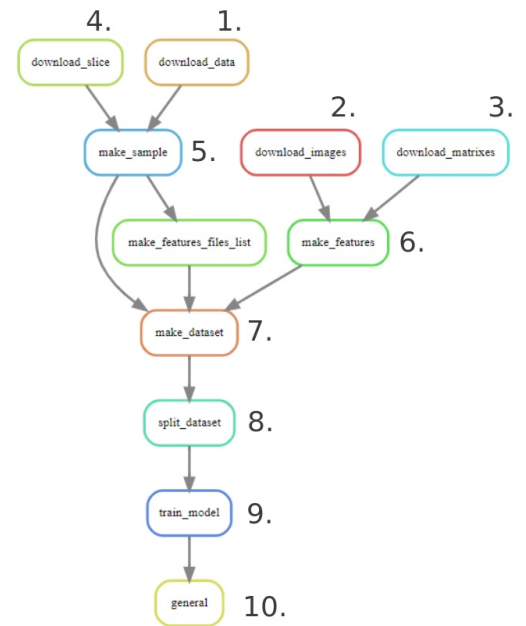 4.
1.
download_slice
download_data
2.
3.
make_sample
5.
download_images
download_matrixes
make_features_files_list
make_features
6.
make_dataset
7.
split_dataset
8.
train_model
9.
general
10.